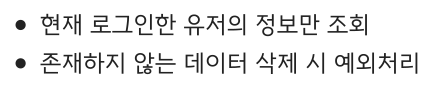 ● 현재 로그인한 유저의 정보만 조회
● 존재하지 않는 데이터 삭제 시 예외처리